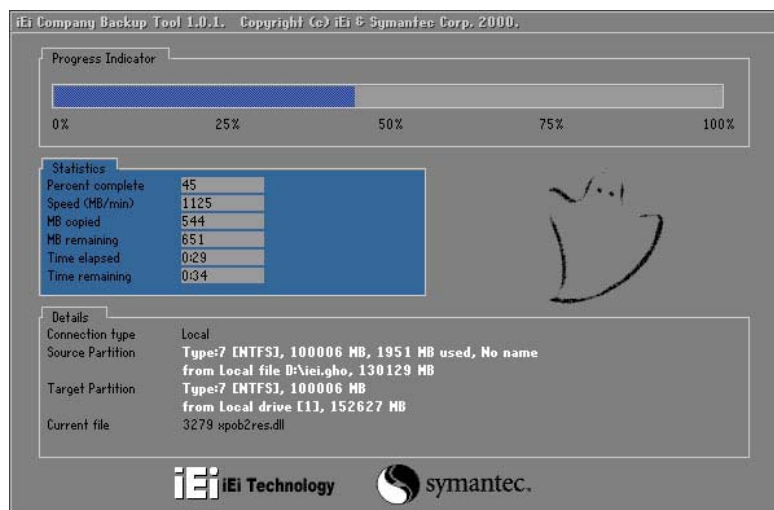 iEi Company Backup Tool 1.0.1. Copyright (c) iEi & Symantec Corp. 2000.
Progress Indicator
0% 25% 50% 75% 100%
Statistics
Percent complete 45
Speed (MB/min) 1125
MB copied 544
MB remaining 651
Time elapsed 0:29
Time remaining 0:34
Details
Connection type Local
Source Partition Type:7 [NTFS], 100006 MB, 1951 MB used, No name
from Local file D:\iei.gho, 130129 MB
Target Partition Type:7 [NTFS], 100006 MB
from Local drive [1], 152627 MB
Current file 3279 xpob2res.dll
iEi iEi Technology symantec.